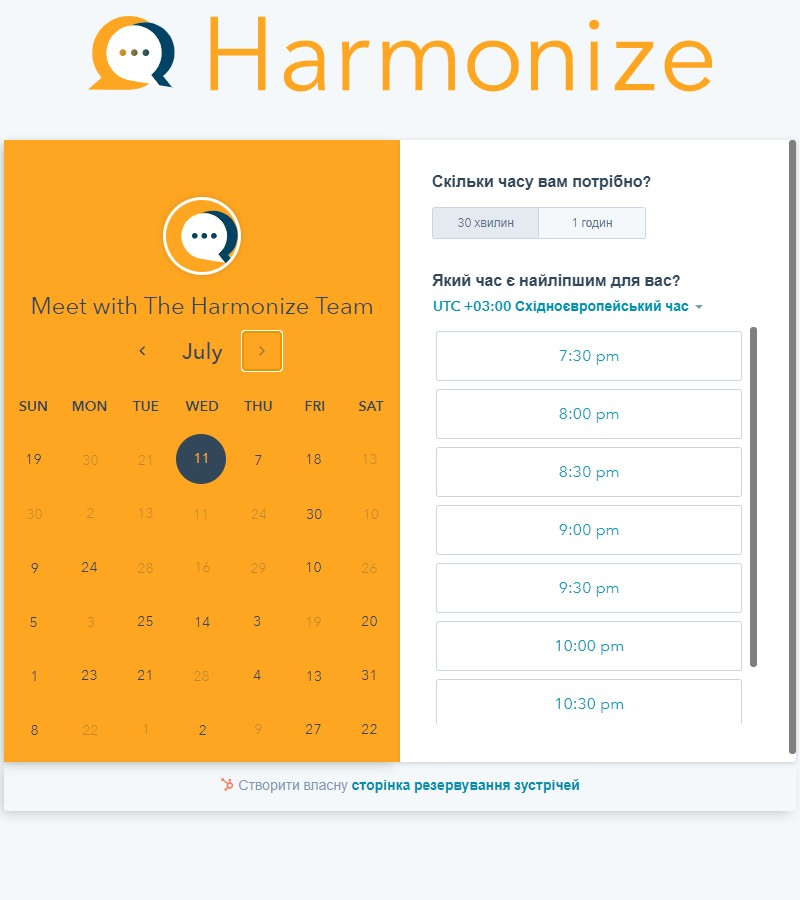 Harmonize
Meet with The Harmonize Team
July
SUN MON TUE WED THU FRI SAT
19 30 21 11 7 18 13
30 2 13 11 24 30 10
9 24 28 16 29 10 26
5 3 25 14 3 19 20
1 23 21 28 4 13 31
8 22 1 2 9 27 22
Скільки часу вам потрібно?
30 хвилин 1 годин
Який час є найліпшим для вас?
UTC +03:00 Східноєвропейський час
7:30 pm
8:00 pm
8:30 pm
9:00 pm
9:30 pm
10:00 pm
10:30 pm
Створити власну сторінка резервування зустрічей